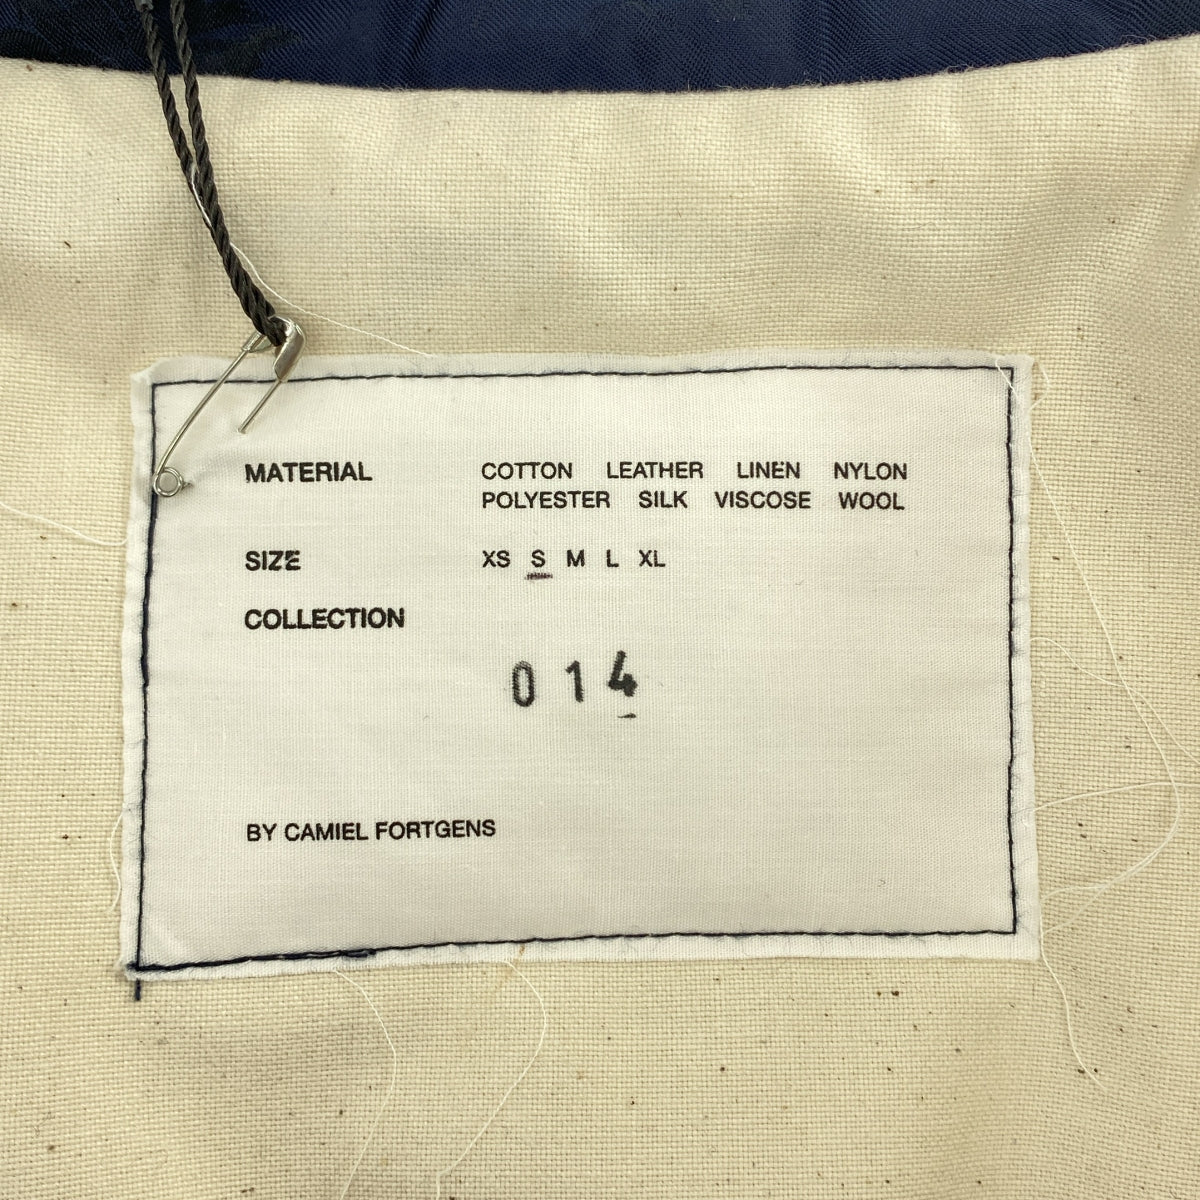 MATERIAL COTTON LEATHER LINEN NYLON
POLYESTER SILK VISCOSE WOOL
SIZE XS S M L XL
COLLECTION
014
BY CAMIEL FORTGENS